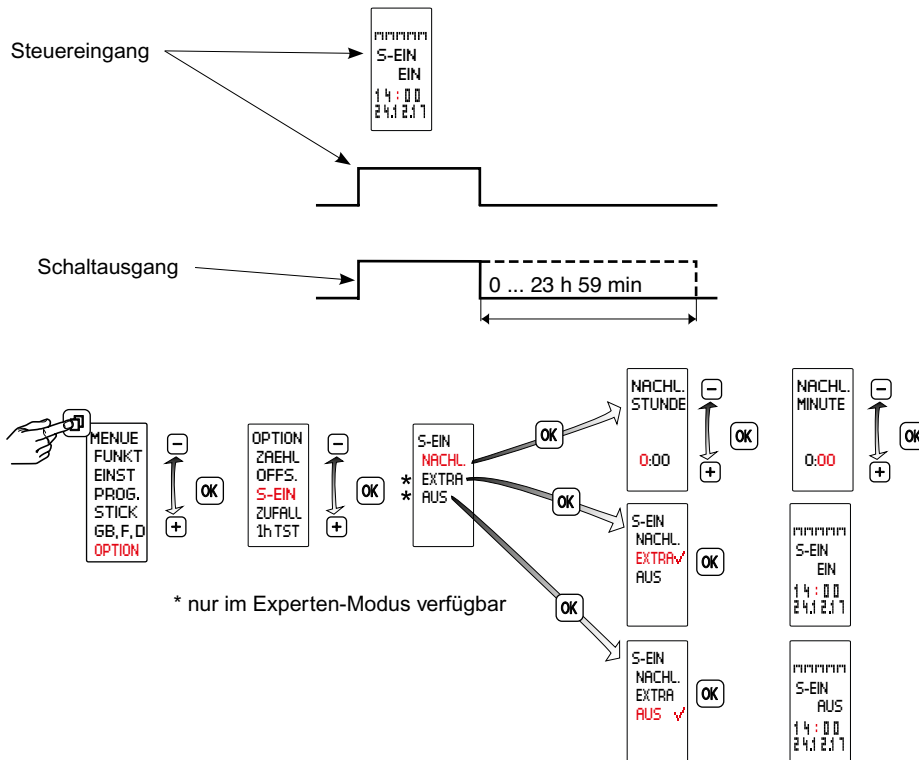 Steuereingang
S-EIN
EIN
14:00
24.12.17
Schaltausgang
0 ... 23 h 59 min
MENUE
FUNKT
EINST
PROG.
STICK
GB,F,D
OPTION
−
OK
+
OPTION
ZAEHL
OFFS.
S-EIN
ZUFALL
1h TST
−
OK
+
S-EIN
NACHL.
* EXTRA
* AUS
OK
OK
OK
NACHL.
STUNDE
0:00
−
OK
+
NACHL.
MINUTE
0:00
−
OK
+
S-EIN
NACHL.
EXTRA✓
AUS
OK
S-EIN
EIN
14:00
24.12.17
S-EIN
NACHL.
EXTRA
AUS ✓
OK
S-EIN
AUS
14:00
24.12.17
* nur im Experten-Modus verfügbar